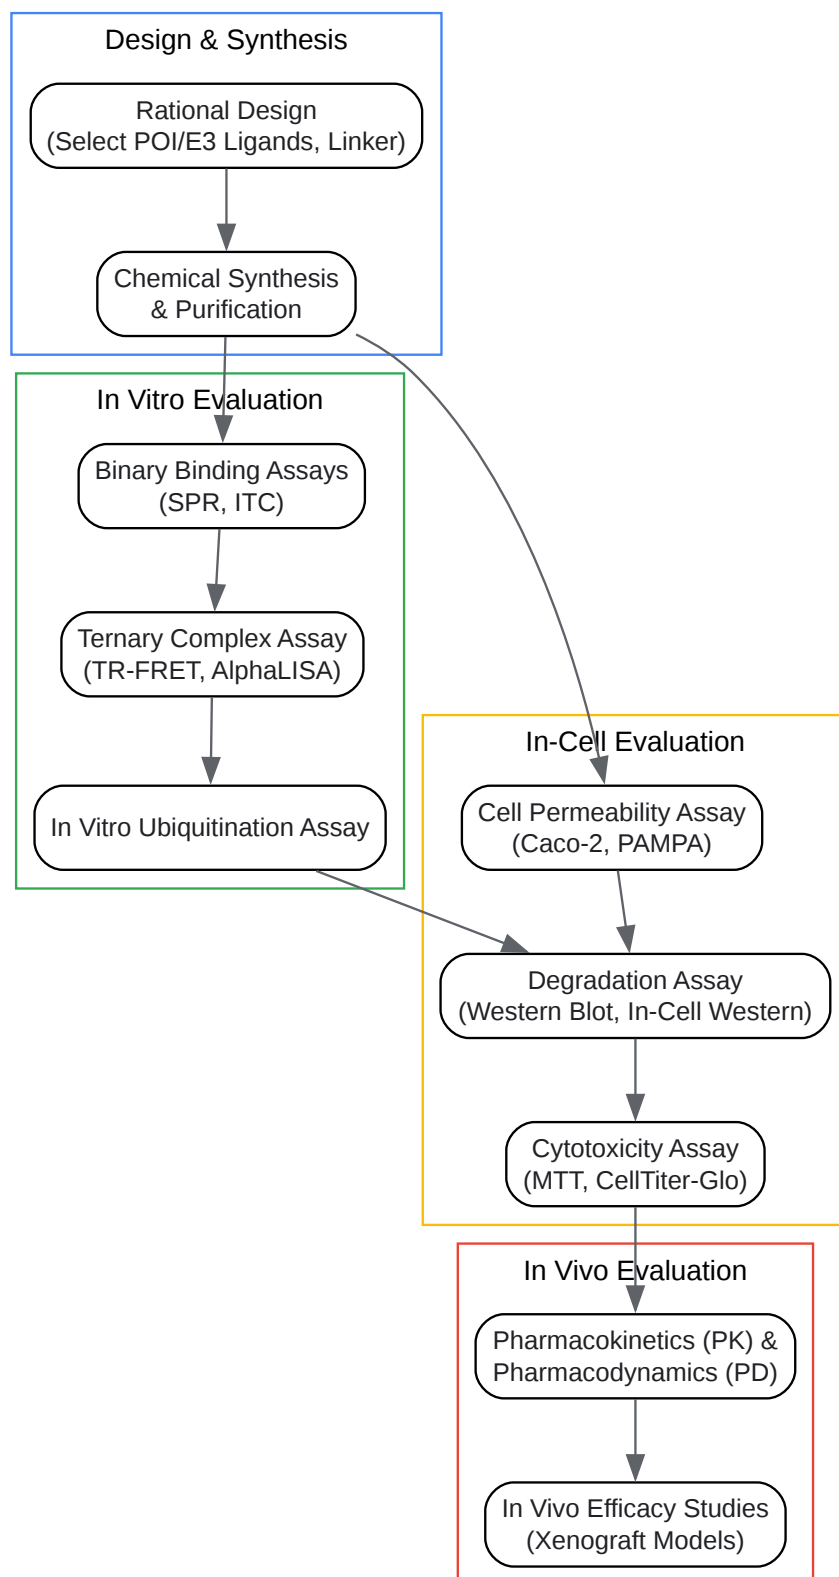 Design & Synthesis
Rational Design
(Select POI/E3 Ligands, Linker)
Chemical Synthesis
& Purification
In Vitro Evaluation
Binary Binding Assays
(SPR, ITC)
Ternary Complex Assay
(TR-FRET, AlphaLISA)
In Vitro Ubiquitination Assay
In-Cell Evaluation
Cell Permeability Assay
(Caco-2, PAMPA)
Degradation Assay
(Western Blot, In-Cell Western)
Cytotoxicity Assay
(MTT, CellTiter-Glo)
In Vivo Evaluation
Pharmacokinetics (PK) &
Pharmacodynamics (PD)
In Vivo Efficacy Studies
(Xenograft Models)